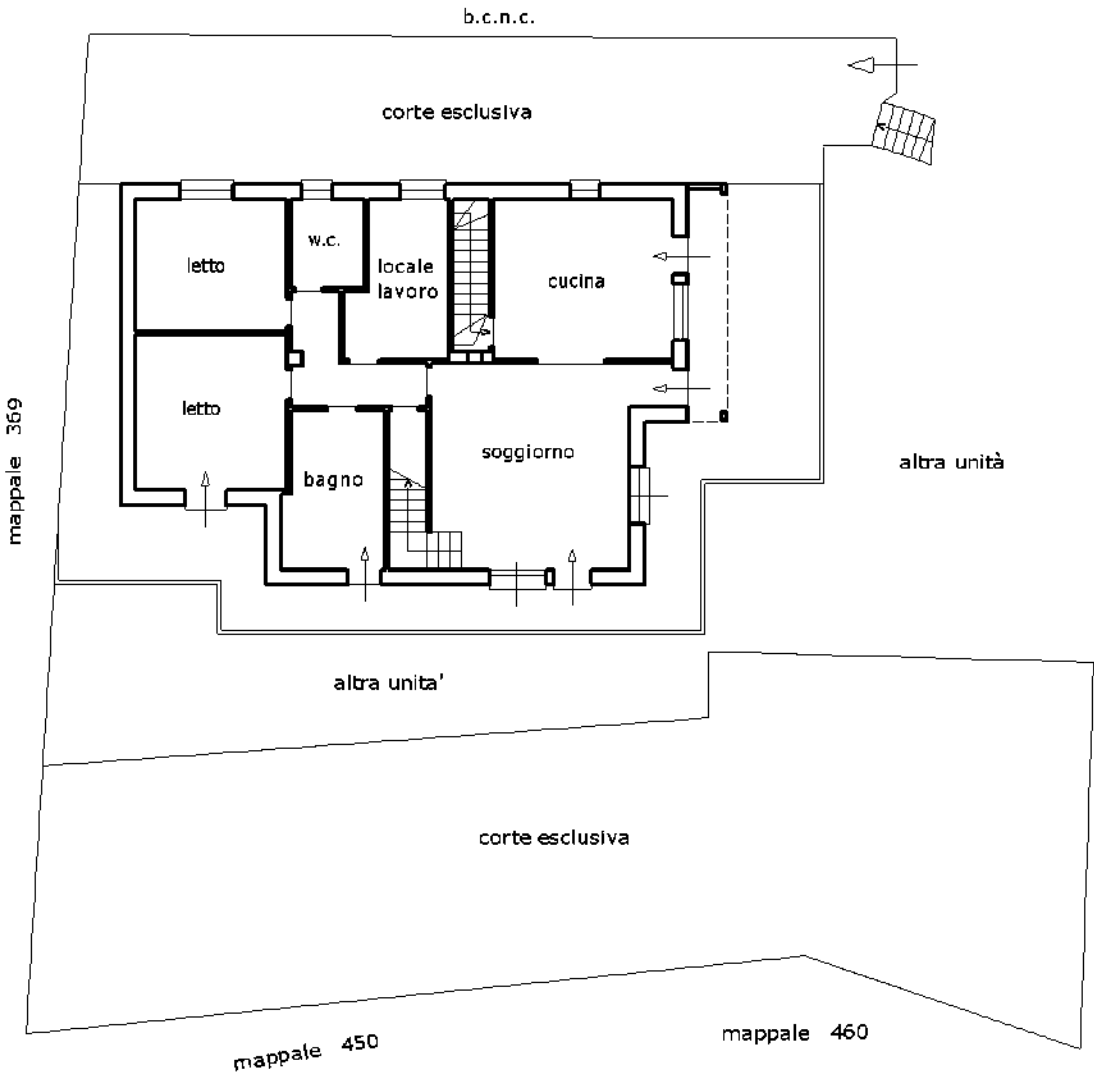 b.c.n.c.
corte esclusiva
w.c.
letto
locale
lavoro
cucina
mappale 369
letto
soggiorno
altra unità
bagno
altra unita'
corte esclusiva
mappale 450
mappale 460